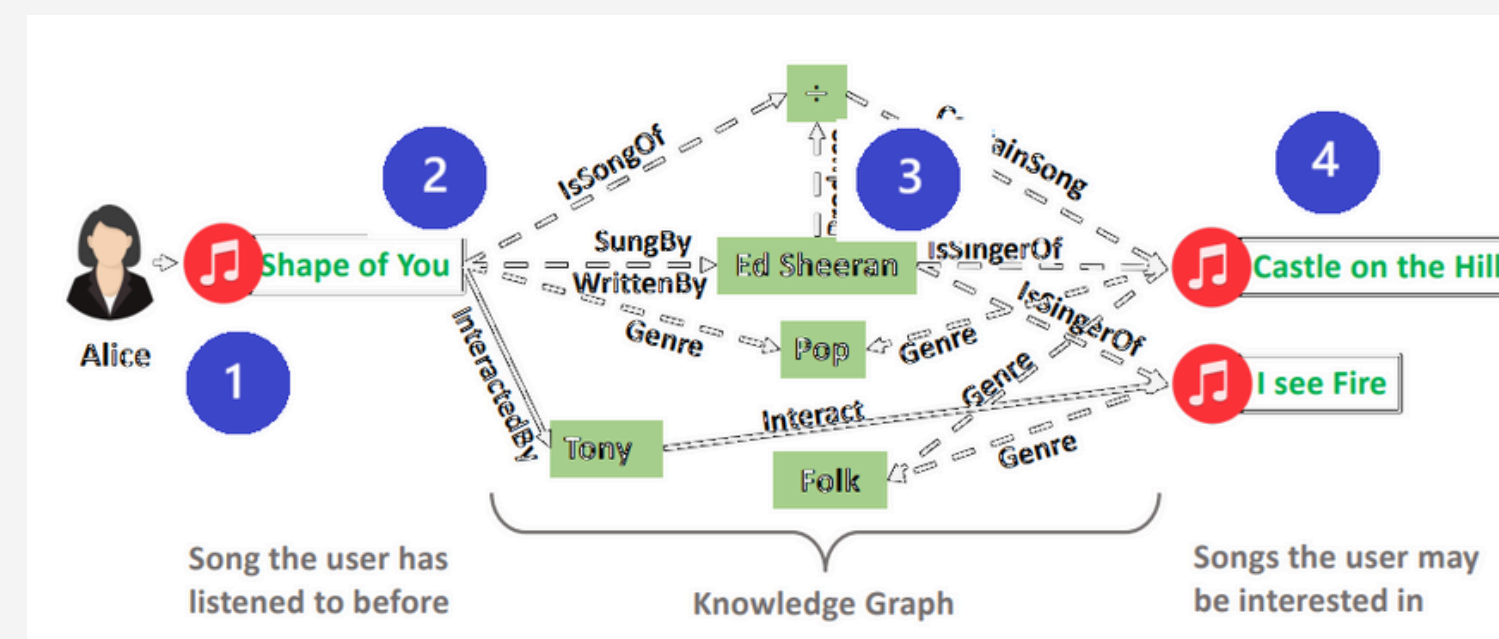 ÷
IsSongOf
ainSong
2
3
4
SungBy
IsSingerOf
Alice
Shape of You
Ed Sheeran
Castle on the Hill
WrittenBy
IsSingerOf
Genre
Pop
Genre
1
InteractedBy
Genre
I see Fire
Interact
Tony
Genre
Folk
Song the user has
listened to before
Knowledge Graph
Songs the user may
be interested in